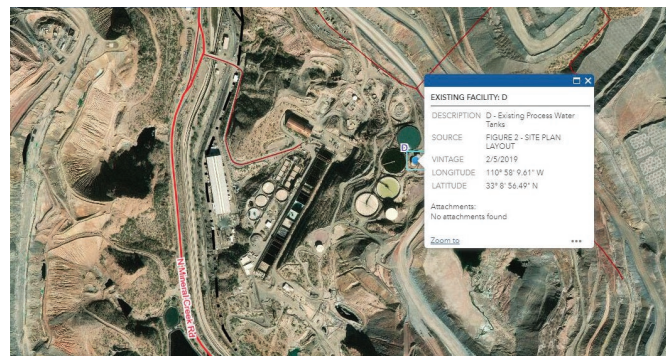 EXISTING FACILITY: D
DESCRIPTION D - Existing Process Water
Tanks
SOURCE FIGURE 2 - SITE PLAN
LAYOUT
VINTAGE 2/5/2019
LONGITUDE 110° 58' 9.61" W
LATITUDE 33° 8' 56.49" N
Attachments:
No attachments found
Zoom to
D
N Mineral Creek Rd